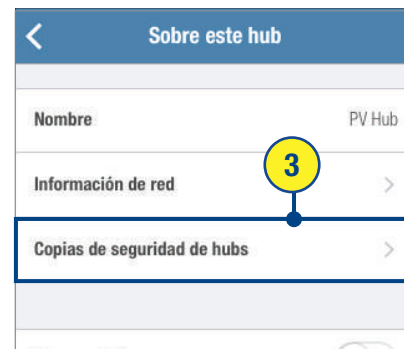 Sobre este hub
Nombre PV Hub
3
Información de red
Copias de seguridad de hubs